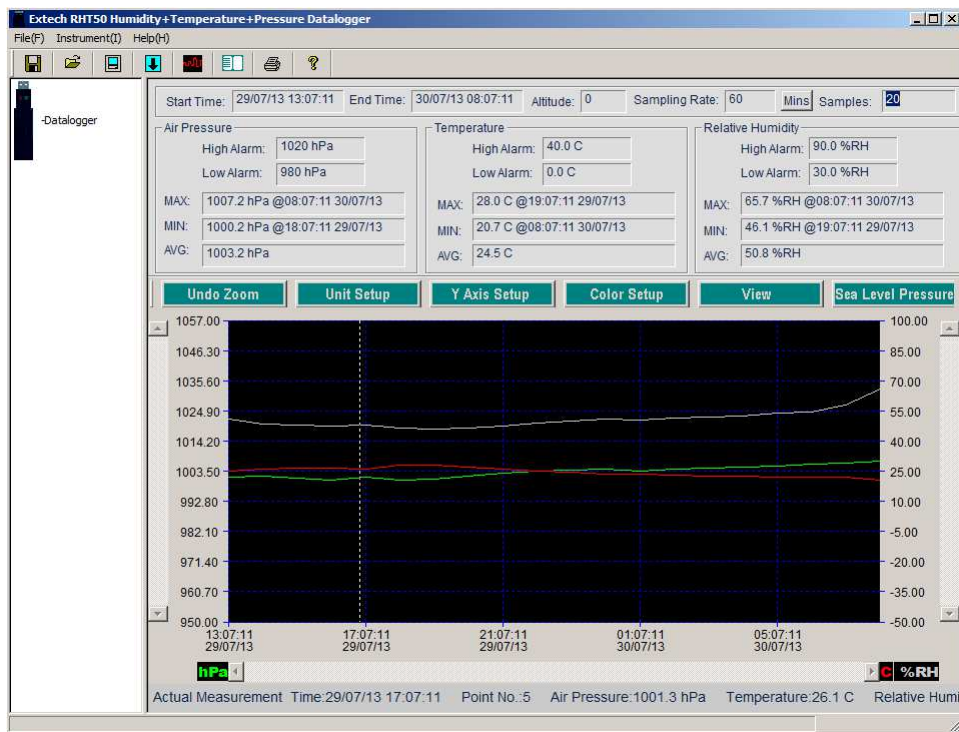 Extech RHT50 Humidity+Temperature+Pressure Datalogger
File(F) Instrument(I) Help(H)
-Datalogger
Start Time: 29/07/13 13:07:11 End Time: 30/07/13 08:07:11 Altitude: 0 Sampling Rate: 60 Mins Samples: 20
Air Pressure
High Alarm: 1020 hPa
Low Alarm: 980 hPa
MAX: 1007.2 hPa @08:07:11 30/07/13
MIN: 1000.2 hPa @18:07:11 29/07/13
AVG: 1003.2 hPa
Temperature
High Alarm: 40.0 C
Low Alarm: 0.0 C
MAX: 28.0 C @19:07:11 29/07/13
MIN: 20.7 C @08:07:11 30/07/13
AVG: 24.5 C
Relative Humidity
High Alarm: 90.0 %RH
Low Alarm: 30.0 %RH
MAX: 65.7 %RH @08:07:11 30/07/13
MIN: 46.1 %RH @19:07:11 29/07/13
AVG: 50.8 %RH
Undo Zoom Unit Setup Y Axis Setup Color Setup View Sea Level Pressure
1057.00 100.00
1046.30 85.00
1035.60 70.00
1024.90 55.00
1014.20 40.00
1003.50 25.00
992.80 10.00
982.10 -5.00
971.40 -20.00
960.70 -35.00
950.00 -50.00
13:07:11 17:07:11 21:07:11 01:07:11 05:07:11
29/07/13 29/07/13 29/07/13 30/07/13 30/07/13
hPa C %RH
Actual Measurement Time:29/07/13 17:07:11 Point No.:5 Air Pressure:1001.3 hPa Temperature:26.1 C Relative Humi